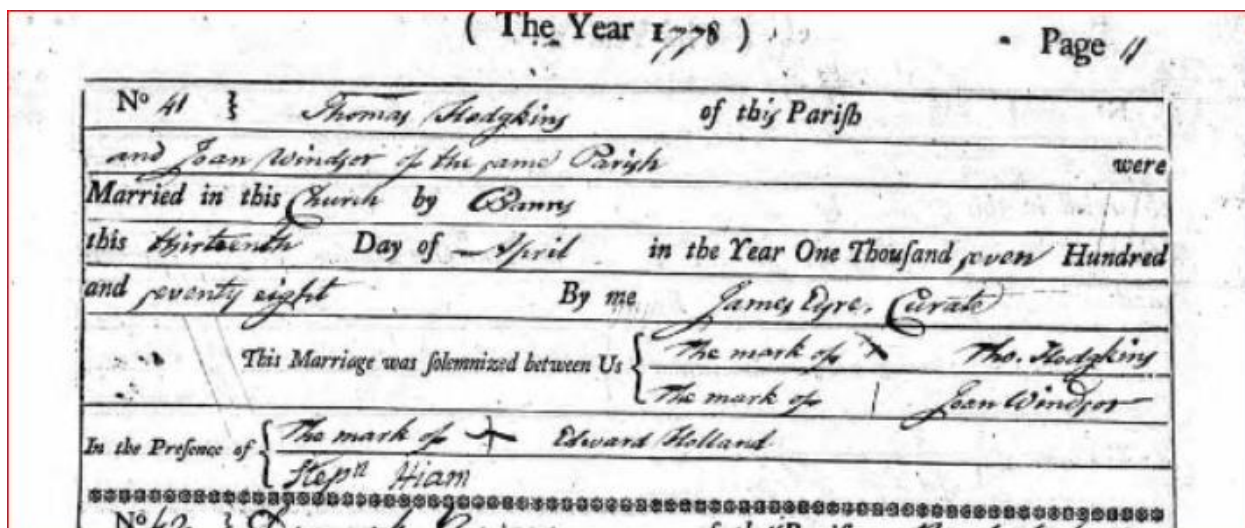 ( The Year 1778 )
Page 11
No 41 } Thomas Hodgkins of this Pariſh
and Joan Windsor of the same Parish were
Married in this Church by Banns
this thirteenth Day of April in the Year One Thouſand seven Hundred
and seventy eight By me James Eyre, Curate
This Marriage was ſolemnized between Us { The mark of X Tho. Hodgkins
The mark of | Joan Windsor
In the Preſence of { The mark of + Edward Holland
Stepn Hiam
No 42 }